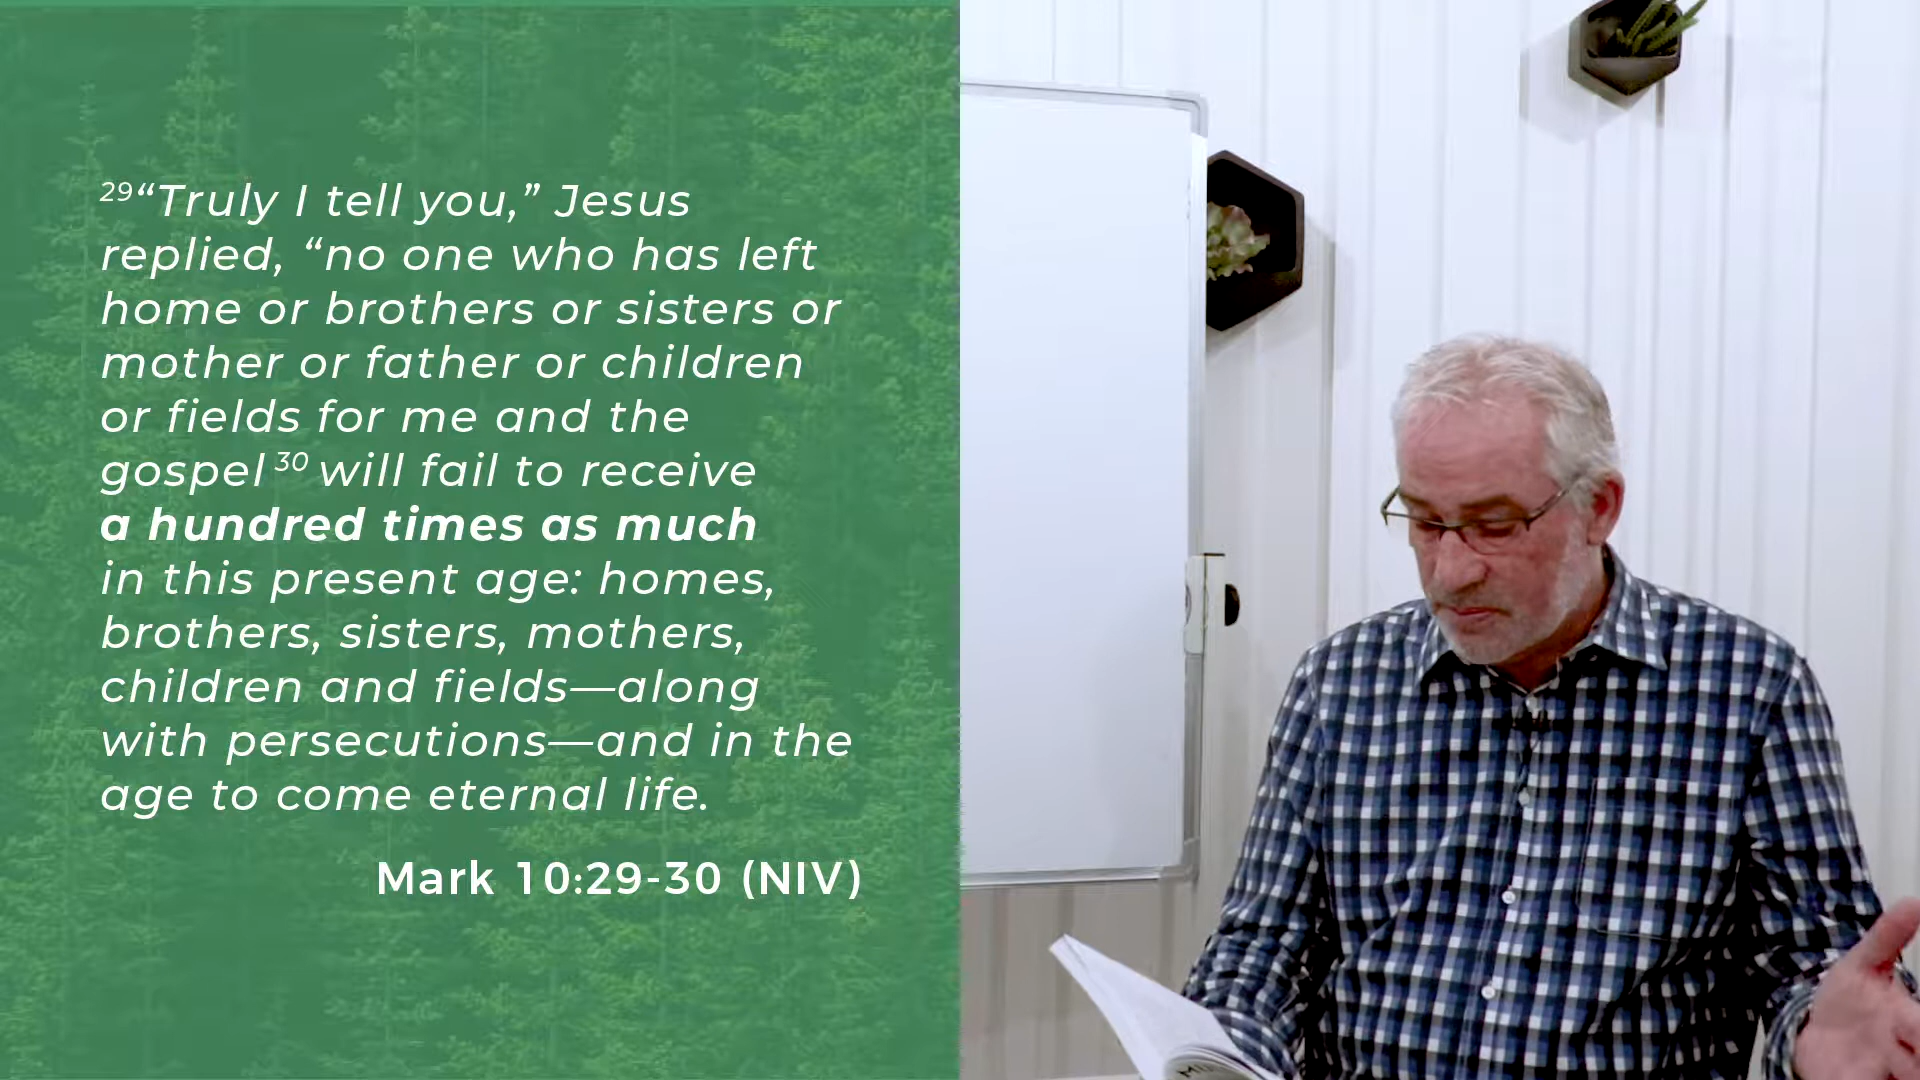 29“Truly I tell you,” Jesus
replied, “no one who has left
home or brothers or sisters or
mother or father or children
or fields for me and the
gospel 30 will fail to receive
a hundred times as much
in this present age: homes,
brothers, sisters, mothers,
children and fields—along
with persecutions—and in the
age to come eternal life.
Mark 10:29-30 (NIV)